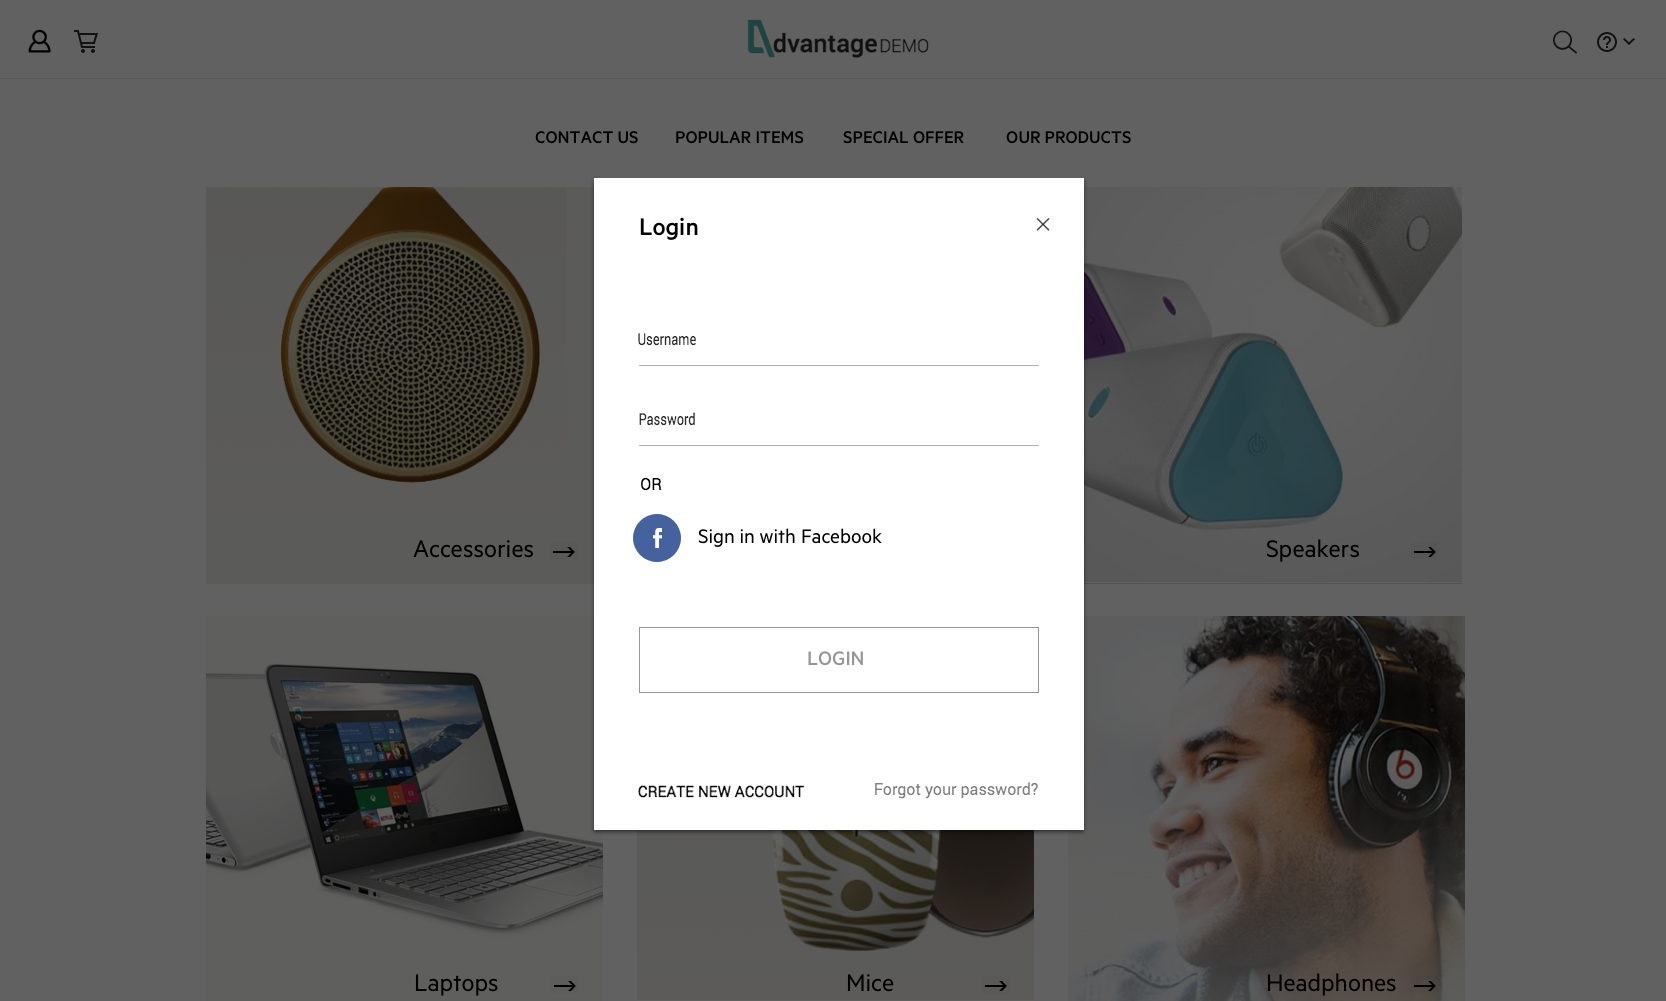 dvantage DEMO
CONTACT US POPULAR ITEMS SPECIAL OFFER OUR PRODUCTS
Login
Username
Password
OR
f Sign in with Facebook
LOGIN
CREATE NEW ACCOUNT Forgot your password?
Accessories
Speakers
Laptops
Mice
Headphones
b